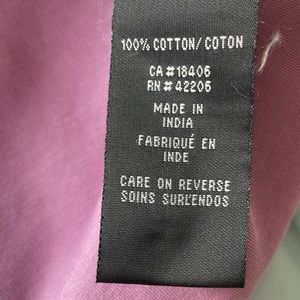 100% COTTON/COTON
CA#18406
RN#42206
MADE IN
INDIA
FABRIQUÉ EN
INDE
CARE ON REVERSE
SOINS SUR L'ENDOS